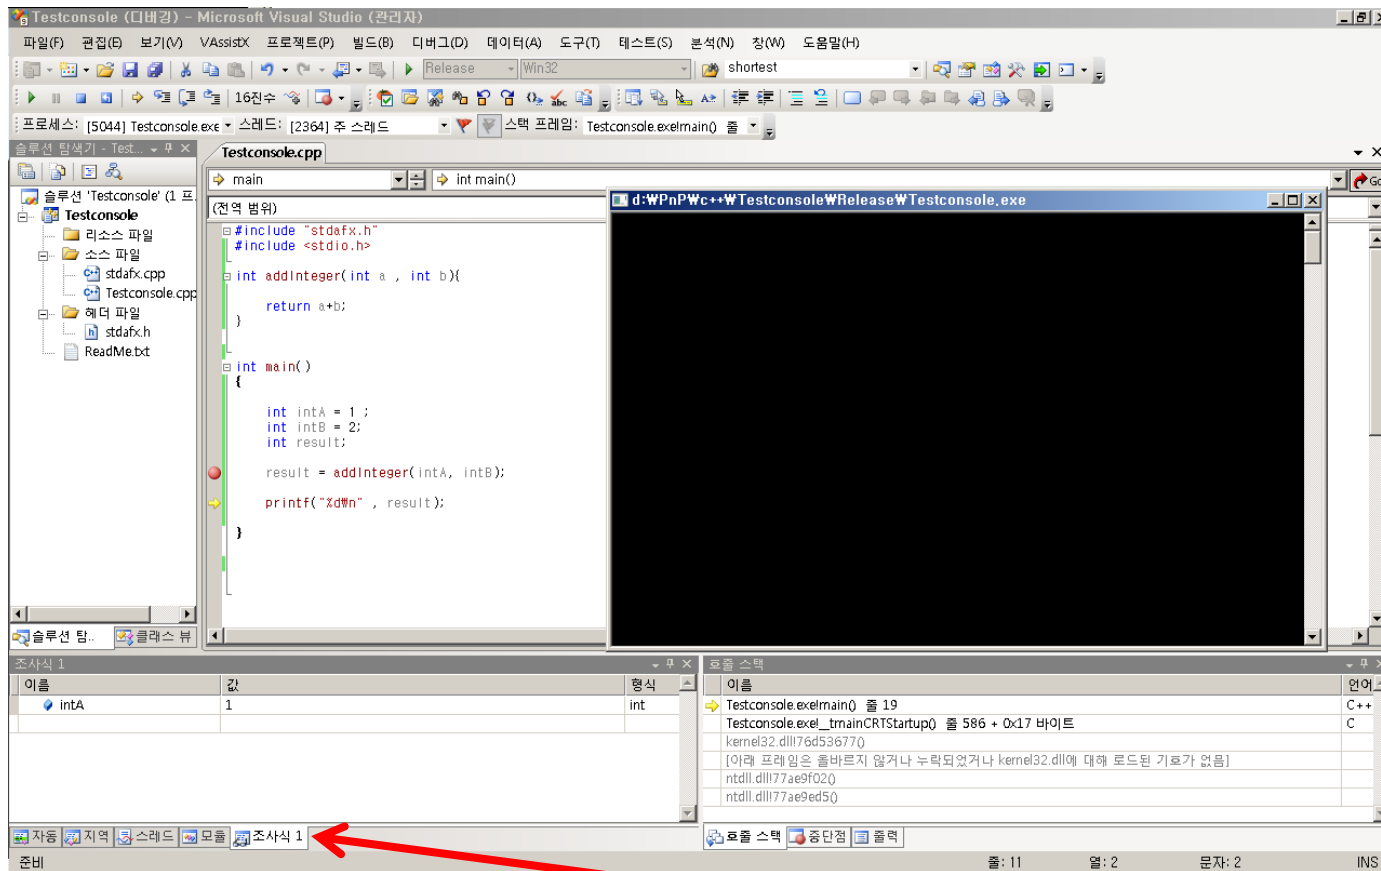 Testconsole (디버깅) - Microsoft Visual Studio (관리자)
파일(F) 편집(E) 보기(V) VAssistX 프로젝트(P) 빌드(B) 디버그(D) 데이터(A) 도구(T) 테스트(S) 분석(N) 창(W) 도움말(H)
Release Win32 shortest
16진수
프로세스: [5044] Testconsole.exe 스레드: [2364] 주 스레드 스택 프레임: Testconsole.exe!main() 줄
솔루션 탐색기 - Test...
Testconsole.cpp
main int main() Go
(전역 범위)
솔루션 'Testconsole' (1 프
Testconsole
리소스 파일
소스 파일
stdafx.cpp
Testconsole.cpp
헤더 파일
stdafx.h
ReadMe.txt
#include "stdafx.h"
#include <stdio.h>
int addInteger(int a , int b){
return a+b;
}
int main()
{
int intA = 1 ;
int intB = 2;
int result;
result = addInteger(intA, intB);
printf("%d₩n" , result);
}
d:₩PnP₩c++₩Testconsole₩Release₩Testconsole.exe
솔루션 탐.. 클래스 뷰
조사식 1
이름 값 형식
intA 1 int
자동 지역 스레드 모듈 조사식 1
호출 스택
이름 언어
Testconsole.exe!main() 줄 19 C++
Testconsole.exe!__tmainCRTStartup() 줄 586 + 0x17 바이트 C
kernel32.dll!76d53677()
[아래 프레임은 올바르지 않거나 누락되었거나 kernel32.dll에 대해 로드된 기호가 없음]
ntdll.dll!77ae9f02()
ntdll.dll!77ae9ed5()
호출 스택 중단점 출력
준비 줄: 11 열: 2 문자: 2 INS